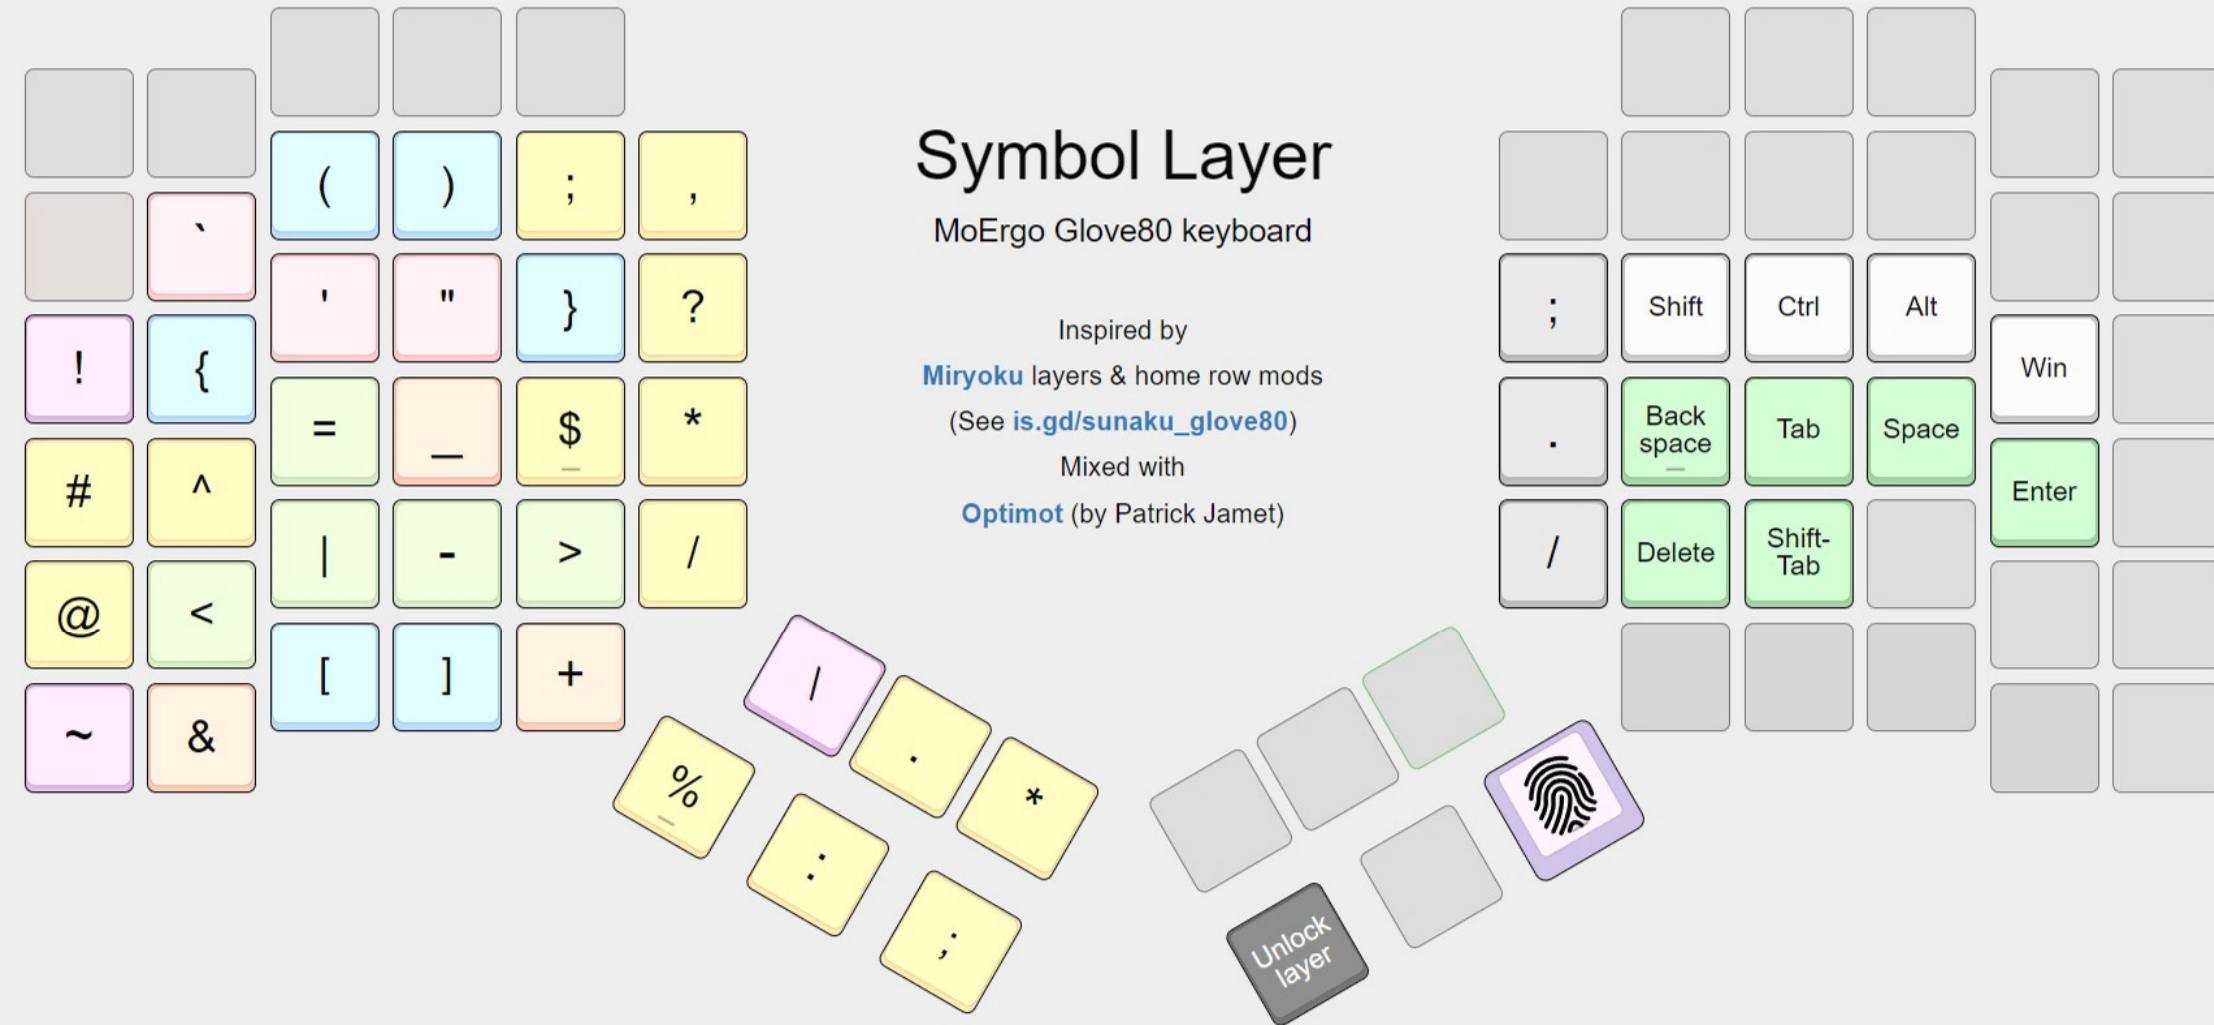 Symbol Layer
MoErgo Glove80 keyboard
Inspired by
Miryoku layers & home row mods
(See is.gd/sunaku_glove80)
Mixed with
Optimot (by Patrick Jamet)
` ( ) ; ,
! { ' " } ?
# ^ = _ $ *
@ < | - > /
~ & [ ] +
\ . *
% : ;
; Shift Ctrl Alt Win
. Back space Tab Space Enter
/ Delete Shift-Tab
Unlock
layer